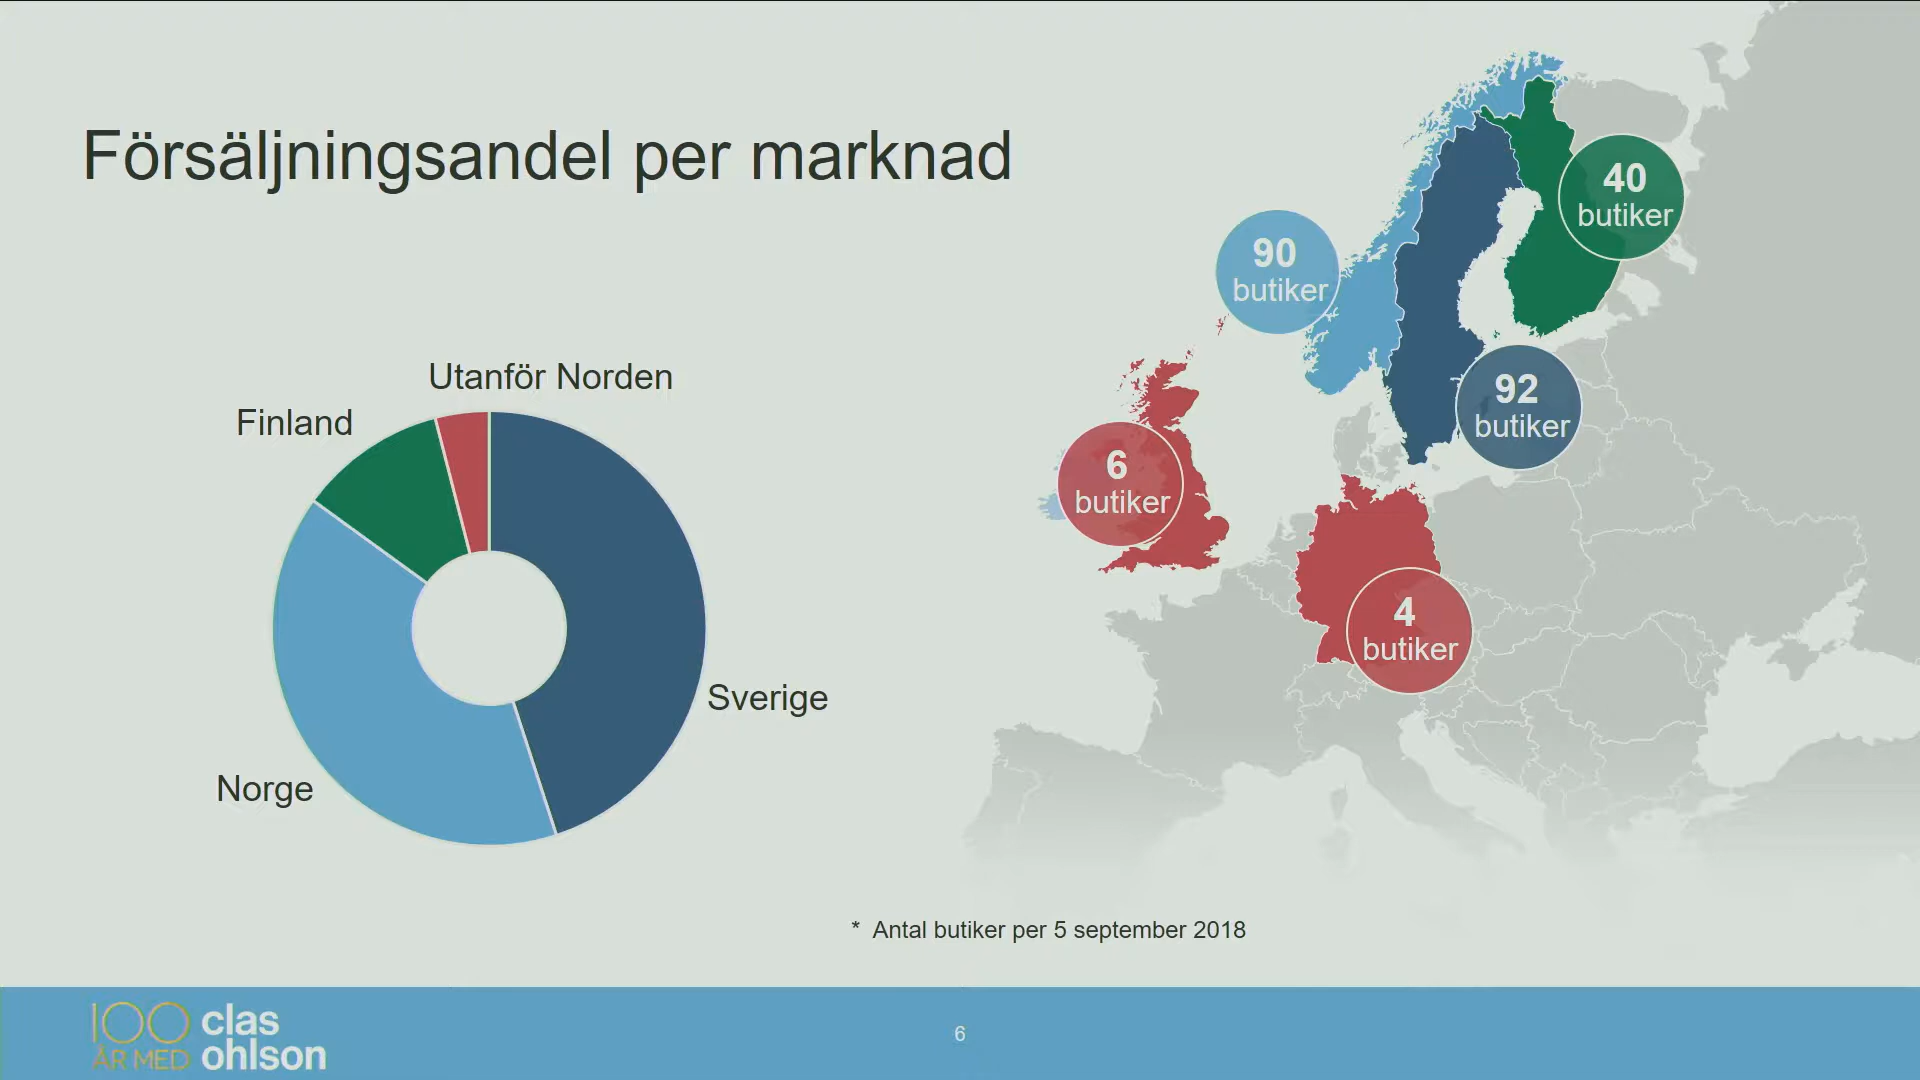 Försäljningsandel per marknad
40
butiker
90
butiker
92
butiker
6
butiker
4
butiker
Utanför Norden
Finland
Sverige
Norge
* Antal butiker per 5 september 2018
100
ÅR MED
clas
ohlson
6